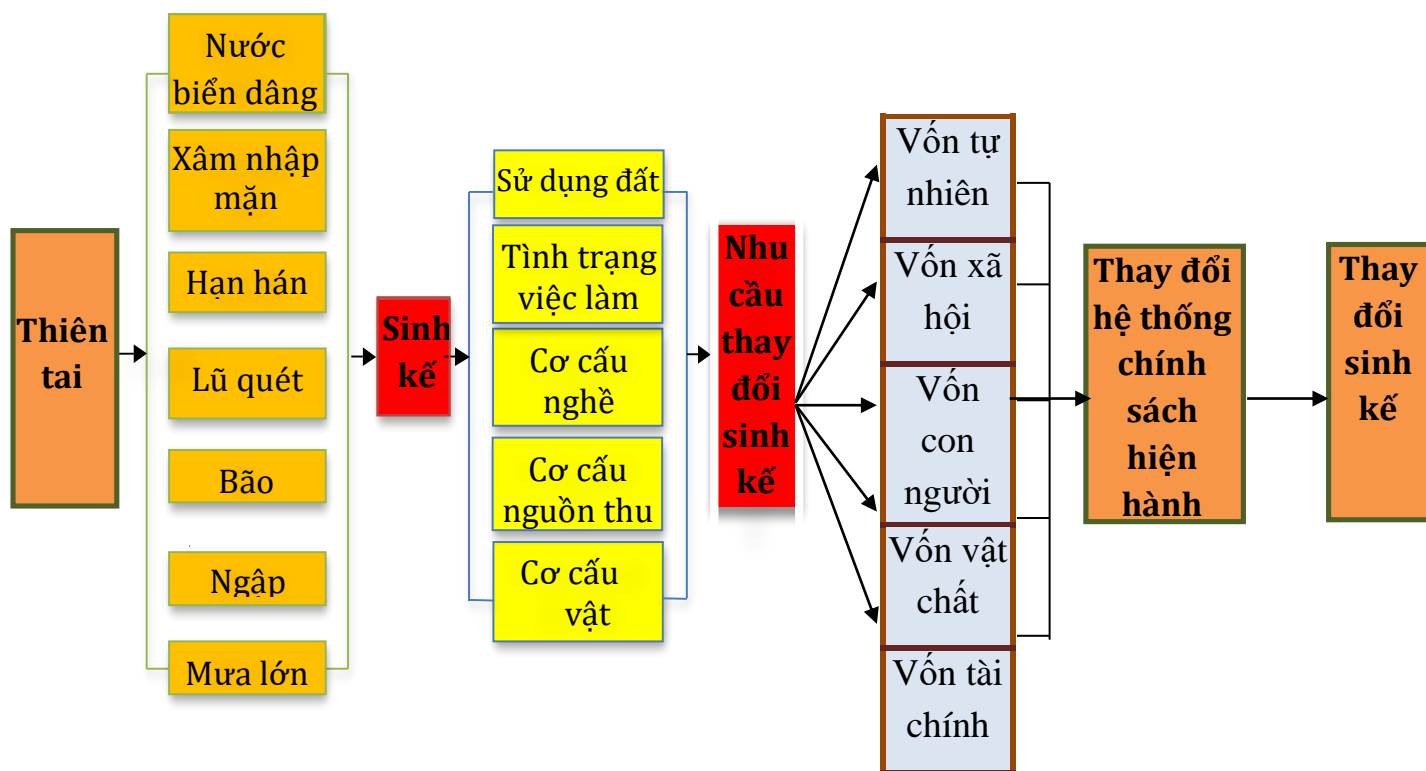 Thiên
tai
Nước
biển dâng
Xâm nhập
mặn
Hạn hán
Lũ quét
Bão
Ngập
Mưa lớn
Sinh
kế
Sử dụng đất
Tình trạng
việc làm
Cơ cấu
nghề
Cơ cấu
nguồn thu
Cơ cấu
vật
Nhu
cầu
thay
đổi
sinh
kế
Vốn tự
nhiên
Vốn xã
hội
Vốn
con
người
Vốn vật
chất
Vốn tài
chính
Thay đổi
hệ thống
chính
sách
hiện
hành
Thay
đổi
sinh
kế